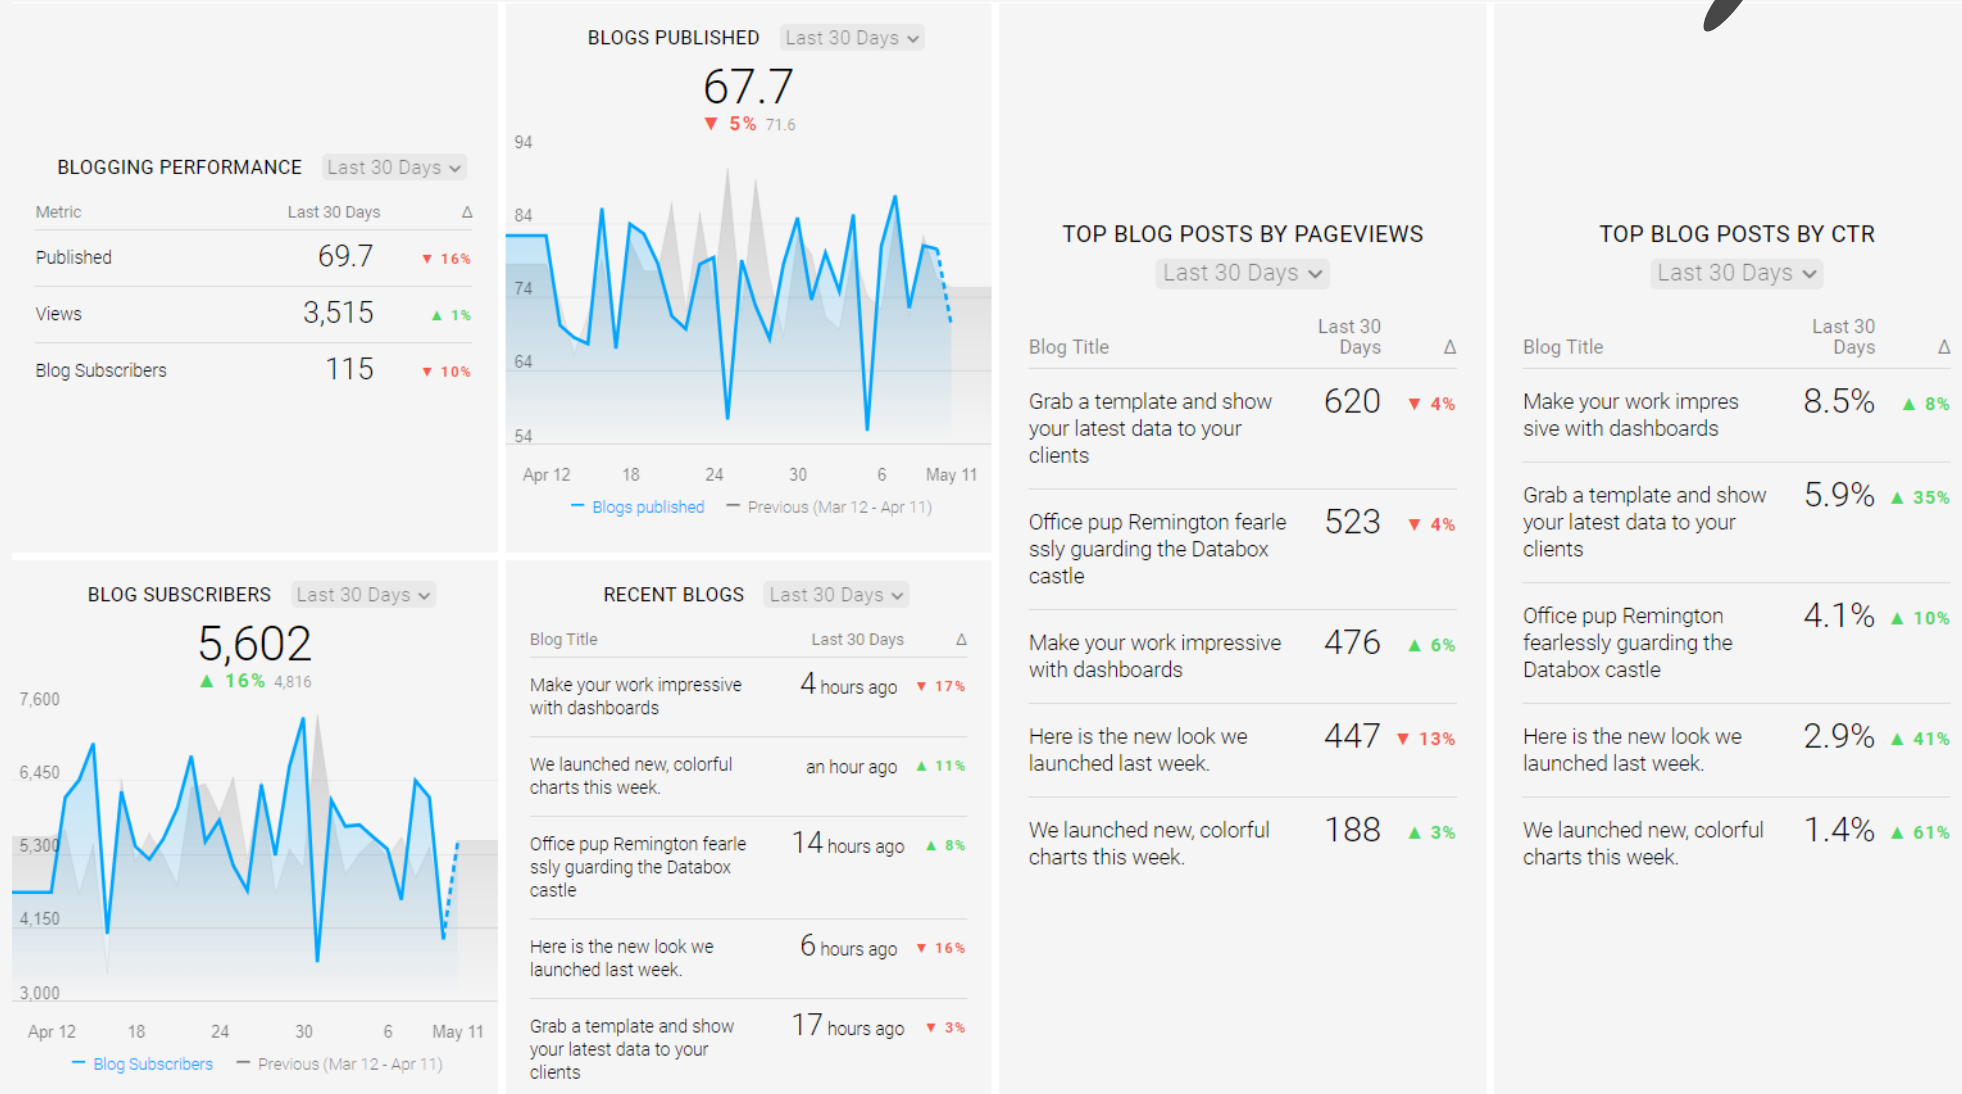 BLOGGING PERFORMANCE Last 30 Days
Metric Last 30 Days Δ
Published 69.7 ▼ 16%
Views 3,515 ▲ 1%
Blog Subscribers 115 ▼ 10%
BLOGS PUBLISHED Last 30 Days
67.7
▼ 5% 71.6
94
84
74
64
54
Apr 12 18 24 30 6 May 11
Blogs published Previous (Mar 12 - Apr 11)
BLOG SUBSCRIBERS Last 30 Days
5,602
▲ 16% 4,816
7,600
6,450
5,300
4,150
3,000
Apr 12 18 24 30 6 May 11
Blog Subscribers Previous (Mar 12 - Apr 11)
RECENT BLOGS Last 30 Days
Blog Title Last 30 Days Δ
Make your work impressive 4 hours ago ▼ 17%
with dashboards
We launched new, colorful an hour ago ▲ 11%
charts this week.
Office pup Remington fearle 14 hours ago ▲ 8%
ssly guarding the Databox
castle
Here is the new look we 6 hours ago ▼ 16%
launched last week.
Grab a template and show 17 hours ago ▼ 3%
your latest data to your
clients
TOP BLOG POSTS BY PAGEVIEWS
Last 30 Days
Last 30
Blog Title Days Δ
Grab a template and show 620 ▼ 4%
your latest data to your
clients
Office pup Remington fearle 523 ▼ 4%
ssly guarding the Databox
castle
Make your work impressive 476 ▲ 6%
with dashboards
Here is the new look we 447 ▼ 13%
launched last week.
We launched new, colorful 188 ▲ 3%
charts this week.
TOP BLOG POSTS BY CTR
Last 30 Days
Last 30
Blog Title Days Δ
Make your work impres 8.5% ▲ 8%
sive with dashboards
Grab a template and show 5.9% ▲ 35%
your latest data to your
clients
Office pup Remington 4.1% ▲ 10%
fearlessly guarding the
Databox castle
Here is the new look we 2.9% ▲ 41%
launched last week.
We launched new, colorful 1.4% ▲ 61%
charts this week.